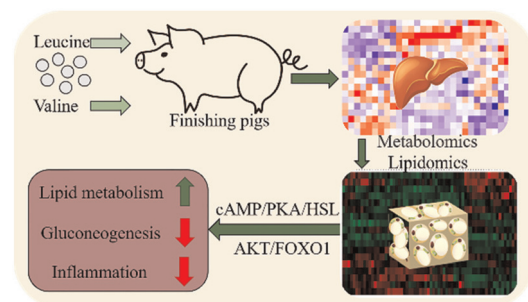 Leucine
Valine
Finishing pigs
Metabolomics
Lipidomics
cAMP/PKA/HSL
AKT/FOXO1
Lipid metabolism
Gluconeogenesis
Inflammation